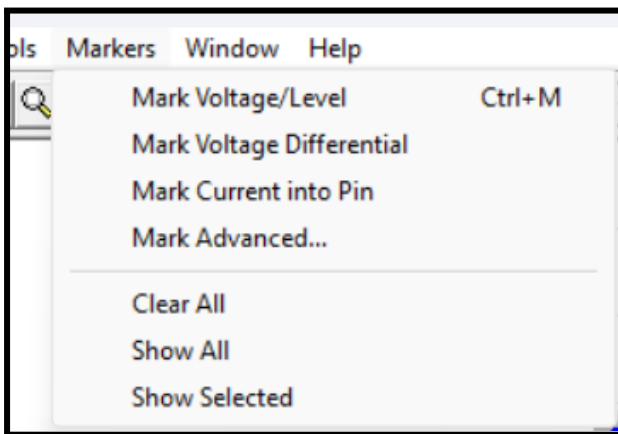 ols Markers Window Help
Mark Voltage/Level Ctrl+M
Mark Voltage Differential
Mark Current into Pin
Mark Advanced...
Clear All
Show All
Show Selected